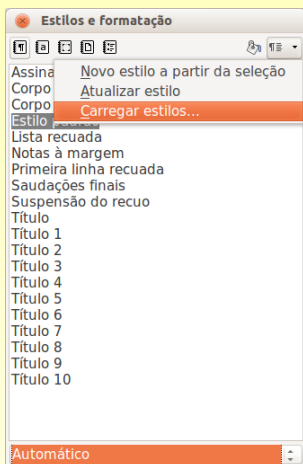 Estilos e formatação
Novo estilo a partir da seleção
Atualizar estilo
Carregar estilos...
Assina
Corpo
Corpo
Estilo
Lista recuada
Notas à margem
Primeira linha recuada
Saudações finais
Suspensão do recuo
Título
Título 1
Título 2
Título 3
Título 4
Título 5
Título 6
Título 7
Título 8
Título 9
Título 10
Automático